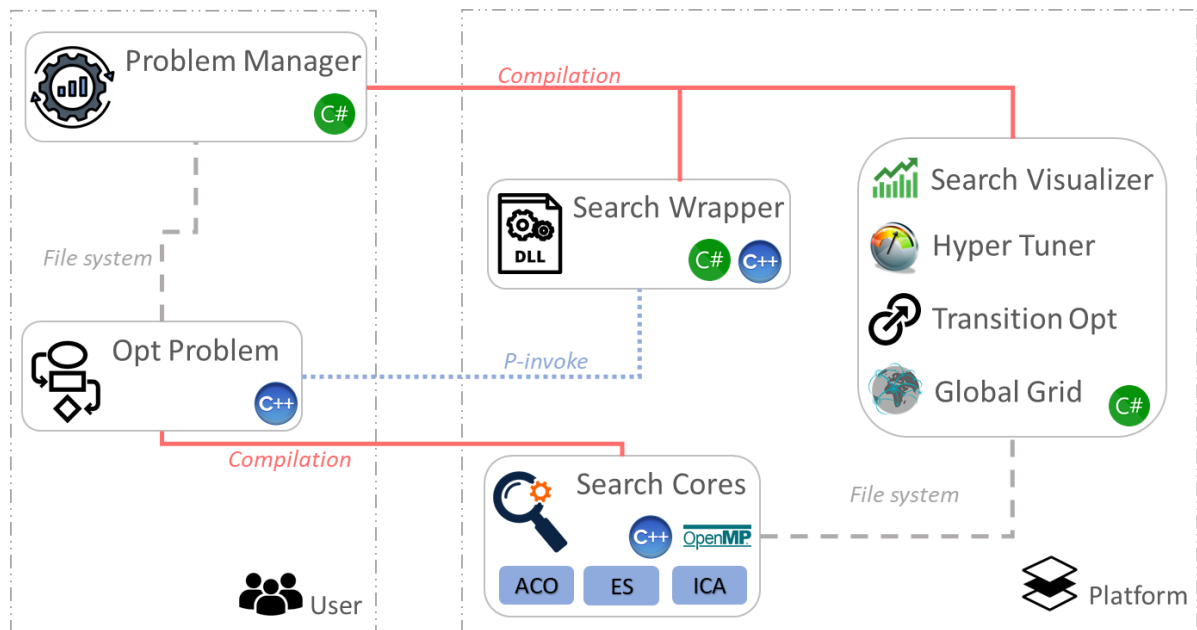 Problem Manager
C#
Compilation
Search Visualizer
Search Wrapper
DLL
C#
C++
Hyper Tuner
File system
Transition Opt
Opt Problem
C++
P-invoke
Global Grid
C#
Compilation
Search Cores
C++
OpenMP
File system
ACO
ES
ICA
User
Platform